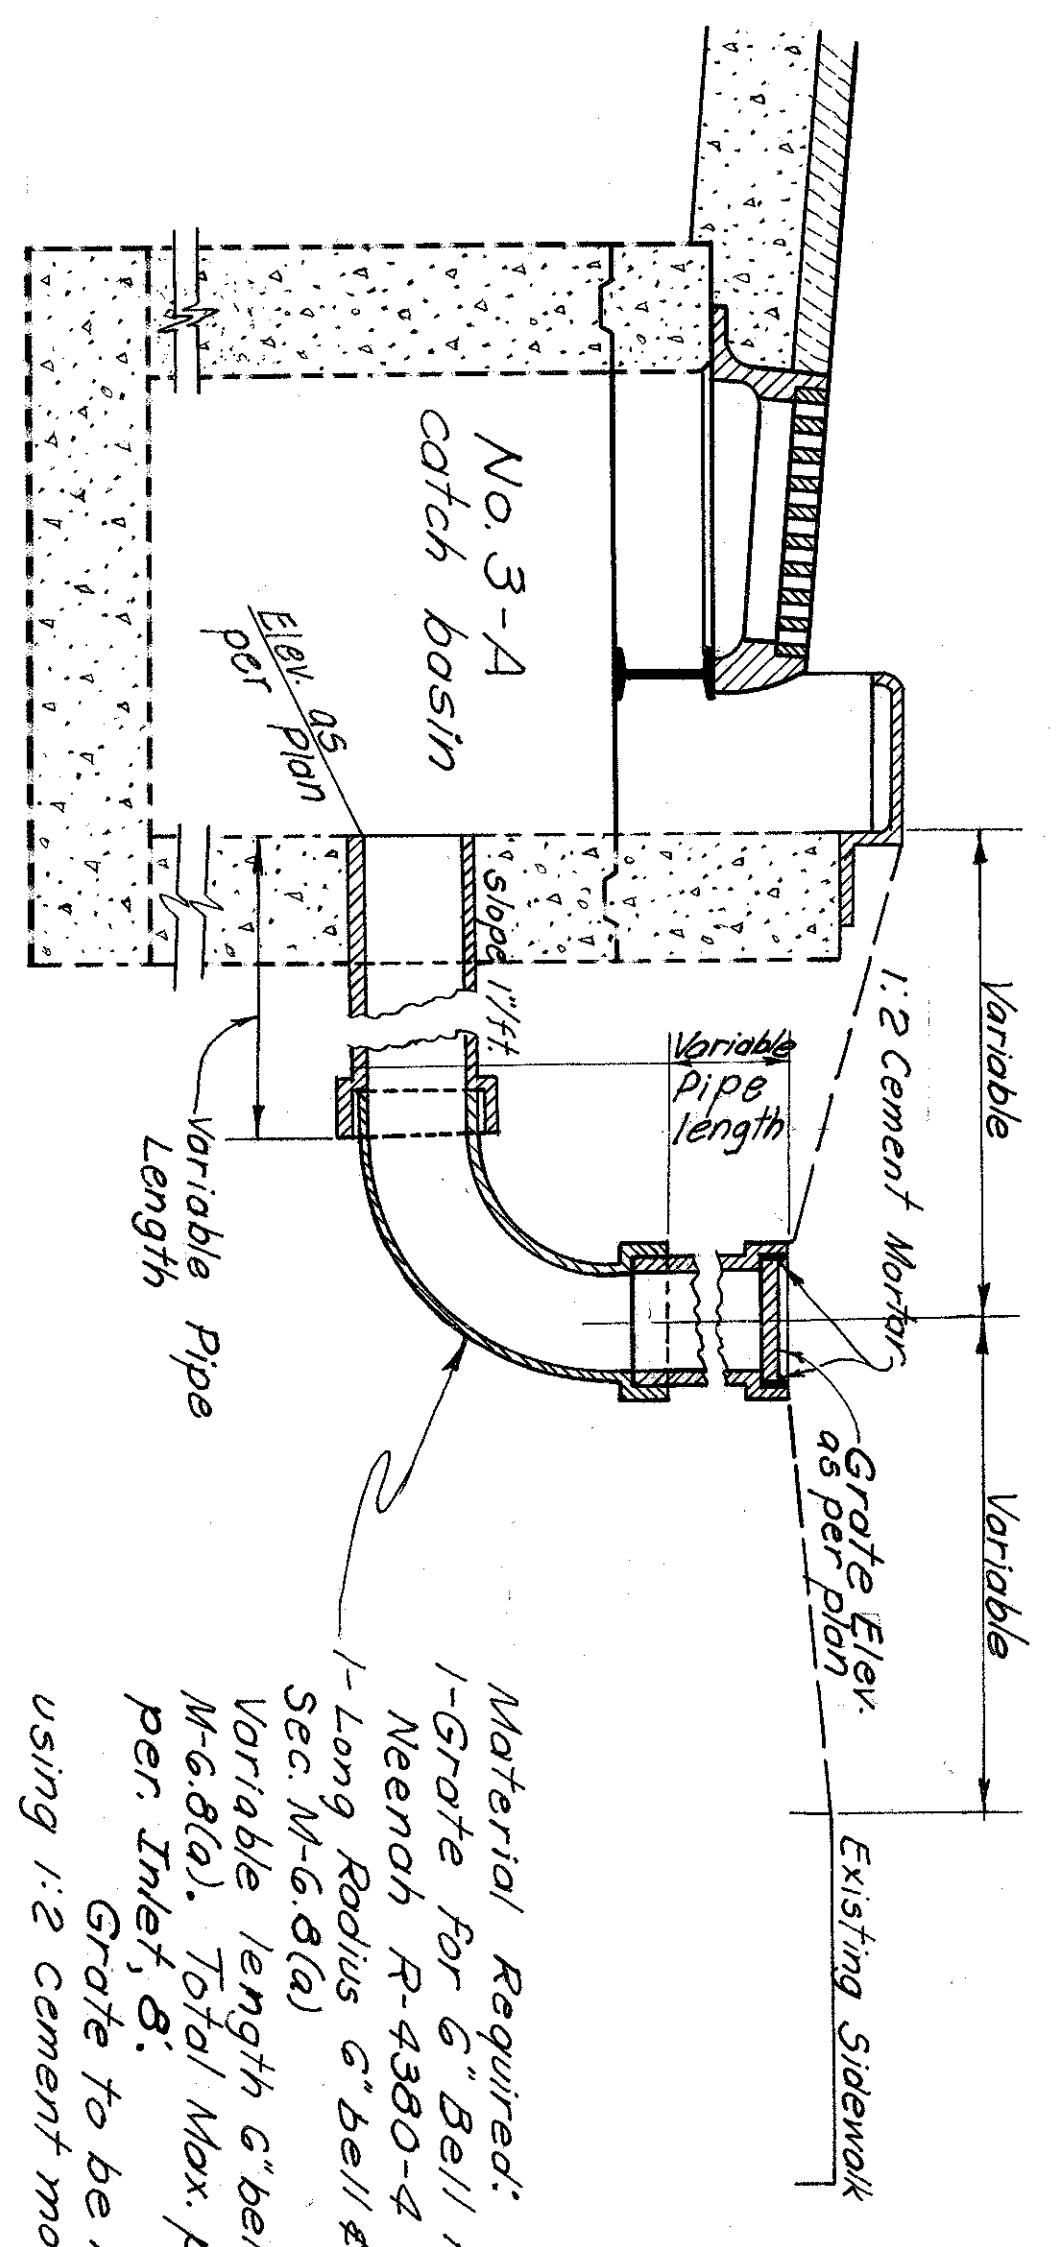 No. 3-A
catch basin
Elev. as
per plan
slope 1"/ft.
Variable Pipe
Length
Variable
Pipe
length
1:2 Cement Mortar
Variable
Variable
Grate Elev.
as per plan
Existing Sidewalk
Material Required:
1-Grate for 6" Bell
Neenah R-4380-4
1-Long Radius 6" bell &
Sec. M-6.8(a)
Variable length 6" be
M-6.8(a). Total Max.
per. Inlet, 8'.
Grate to be
using 1:2 cement mo